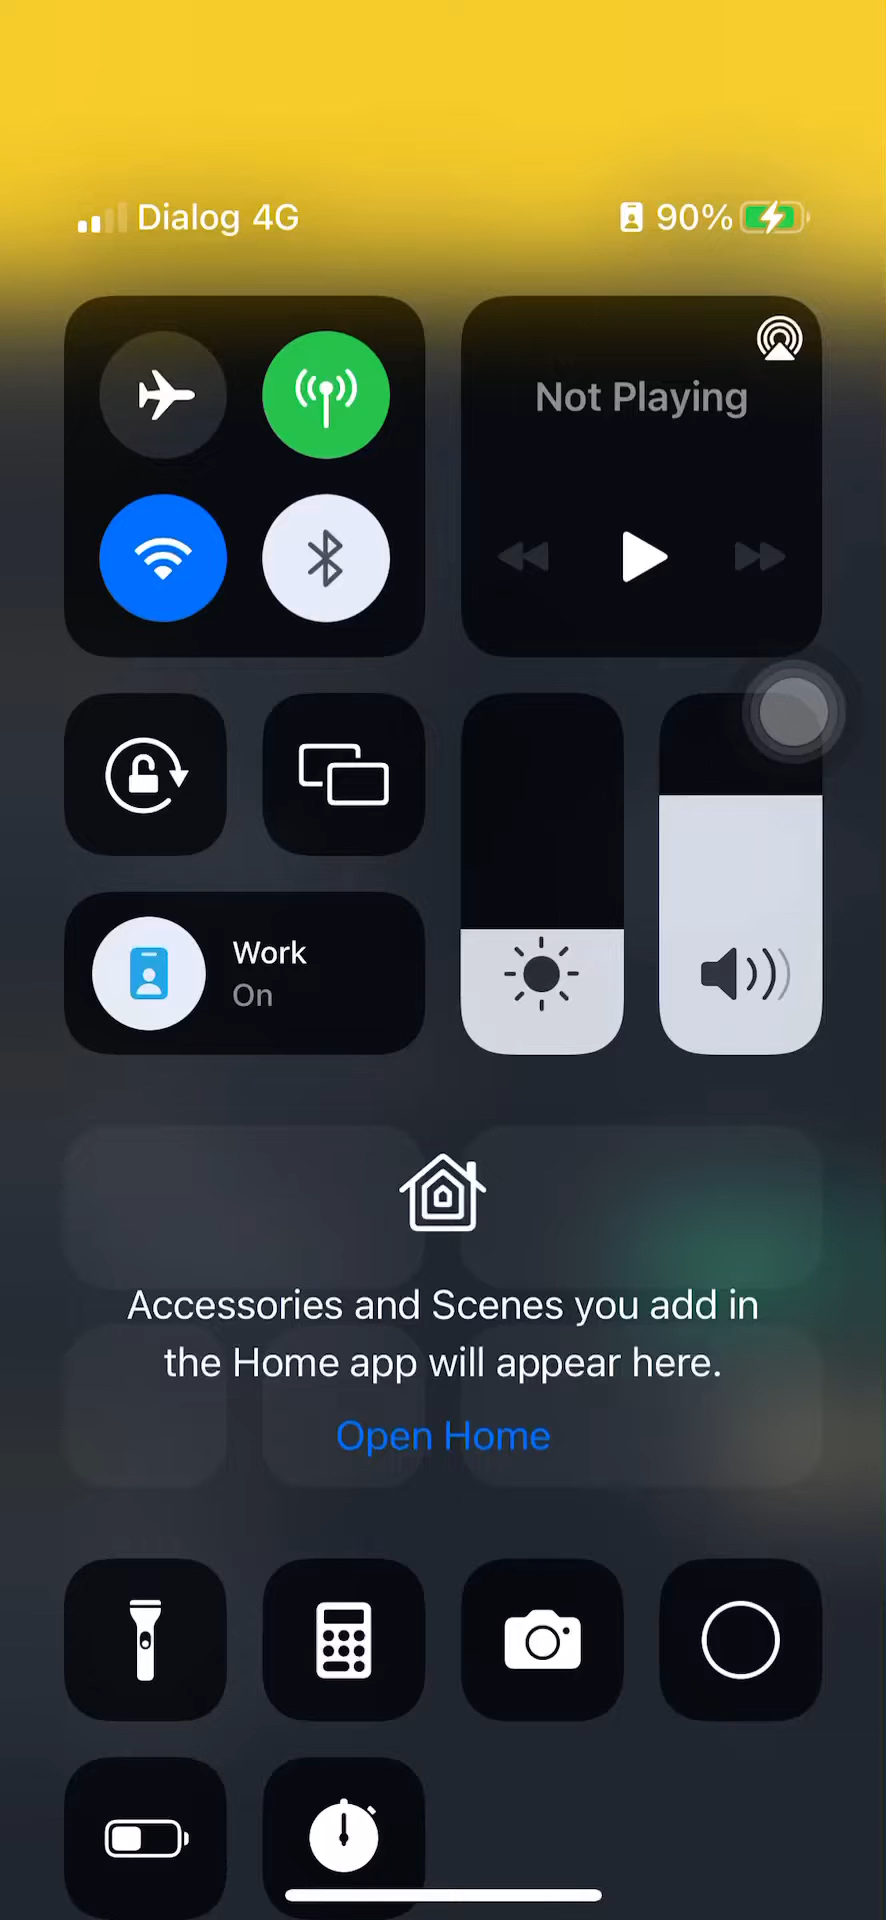 Dialog 4G
90%
Not Playing
Work
On
Accessories and Scenes you add in
the Home app will appear here.
Open Home